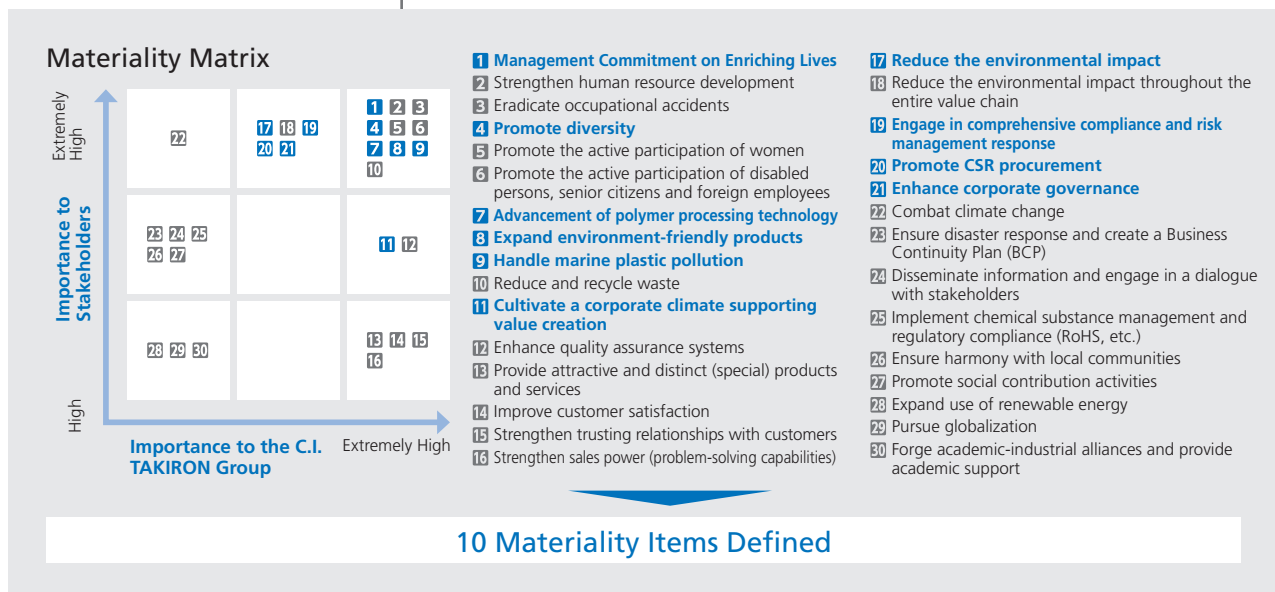 Materiality Matrix
Extremely
High
Importance to
Stakeholders
High
22
17 18 19
20 21
1 2 3
4 5 6
7 8 9
10
23 24 25
26 27
11 12
28 29 30
13 14 15
16
Importance to the C.I.
TAKIRON Group
Extremely High
1 Management Commitment on Enriching Lives
2 Strengthen human resource development
3 Eradicate occupational accidents
4 Promote diversity
5 Promote the active participation of women
6 Promote the active participation of disabled
persons, senior citizens and foreign employees
7 Advancement of polymer processing technology
8 Expand environment-friendly products
9 Handle marine plastic pollution
10 Reduce and recycle waste
11 Cultivate a corporate climate supporting
value creation
12 Enhance quality assurance systems
13 Provide attractive and distinct (special) products
and services
14 Improve customer satisfaction
15 Strengthen trusting relationships with customers
16 Strengthen sales power (problem-solving capabilities)
17 Reduce the environmental impact
18 Reduce the environmental impact throughout the
entire value chain
19 Engage in comprehensive compliance and risk
management response
20 Promote CSR procurement
21 Enhance corporate governance
22 Combat climate change
23 Ensure disaster response and create a Business
Continuity Plan (BCP)
24 Disseminate information and engage in a dialogue
with stakeholders
25 Implement chemical substance management and
regulatory compliance (RoHS, etc.)
26 Ensure harmony with local communities
27 Promote social contribution activities
28 Expand use of renewable energy
29 Pursue globalization
30 Forge academic-industrial alliances and provide
academic support
10 Materiality Items Defined